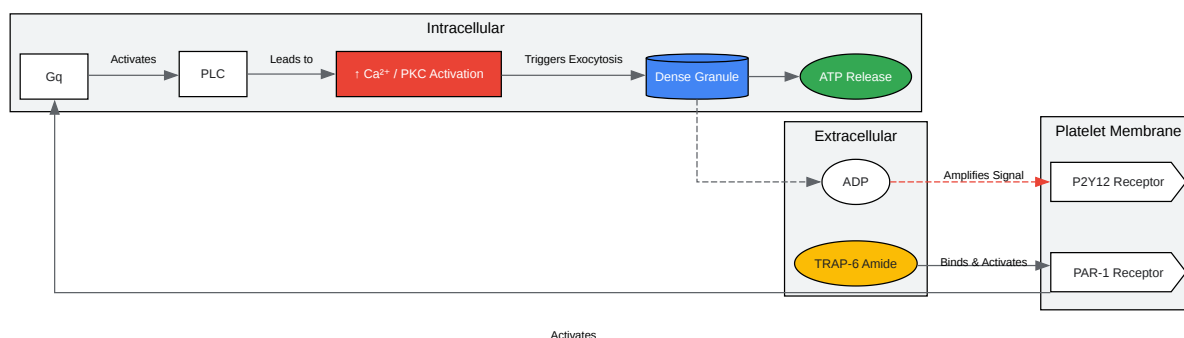 Intracellular
Gq
Activates
PLC
Leads to
↑ Ca²⁺ / PKC Activation
Triggers Exocytosis
Dense Granule
ATP Release
Extracellular
Platelet Membrane
ADP
Amplifies Signal
P2Y12 Receptor
TRAP-6 Amide
Binds & Activates
PAR-1 Receptor
Activates